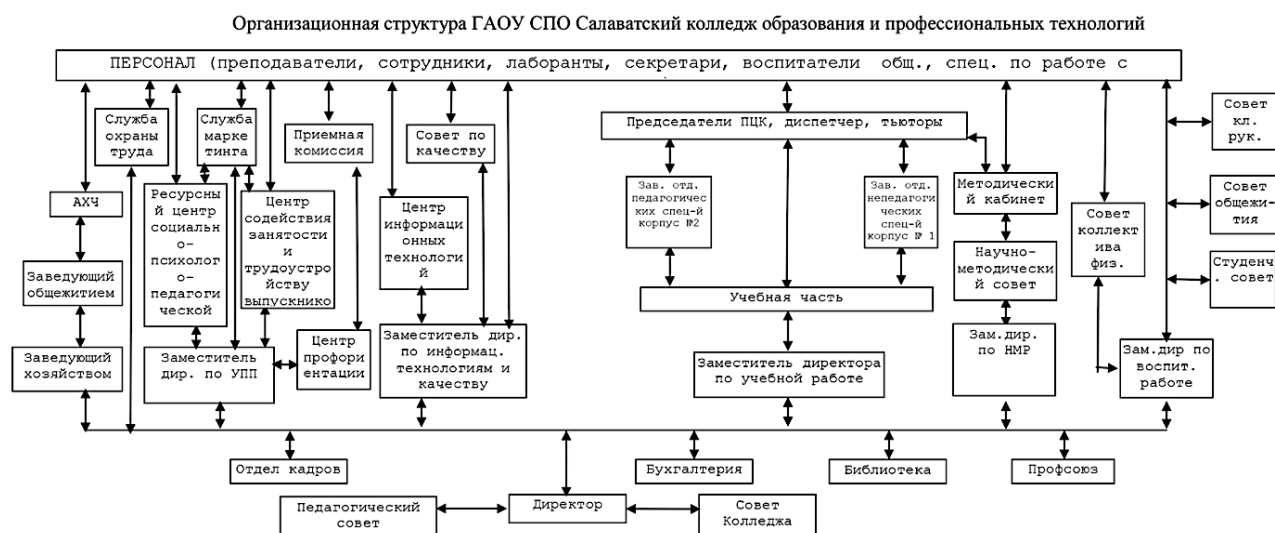 Организационная структура ГАОУ СПО Салаватский колледж образования и профессиональных технологий
ПЕРСОНАЛ (преподаватели, сотрудники, лаборанты, секретари, воспитатели общ., спец. по работе с
Служба
охраны
труда
Служба
марке
тинга
Приемная
комиссия
Совет по
качеству
Председатели ПЦК, диспетчер, тьюторы
Совет
кл.
рук.
АХЧ
Ресурсны
й центр
социально-
психолог
о-
педагоги
ческой
Центр
содействия
занятости и
трудоустрой
ству
выпускнико
Центр
информаци
онных
технологи
й
Зав. отд.
педагогичес
ких спец-й
корпус №2
Зав. отд.
непедагог
ических
спец-й
корпус № 1
Методический
кабинет
Совет
коллект
ива
физ.
Совет
общежи-
тия
Заведующий
общежитием
Учебная часть
Научно-
методически
й совет
Студенч
. совет
Заведующий
хозяйством
Заместитель
дир. по УПП
Центр
профори
ентации
Заместитель дир.
по информац.
технологиям и
качеству
Заместитель директора
по учебной работе
Зам.дир.
по НМР
Зам.дир по
воспит.
работе
Отдел кадров
Бухгалтерия
Библиотека
Профсоюз
Педагогический
совет
Директор
Совет
Колледжа